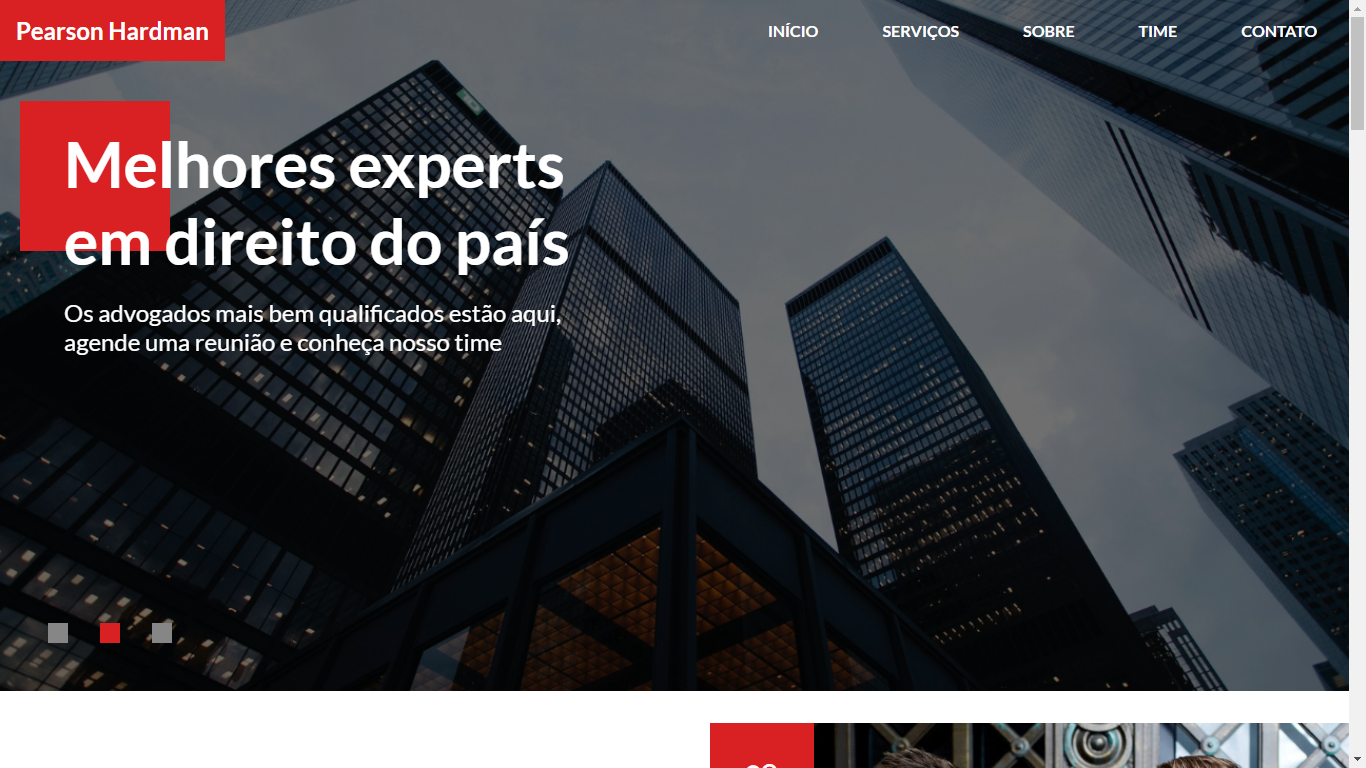 Pearson Hardman
INÍCIO SERVIÇOS SOBRE TIME CONTATO
Melhores experts
em direito do país
Os advogados mais bem qualificados estão aqui,
agende uma reunião e conheça nosso time